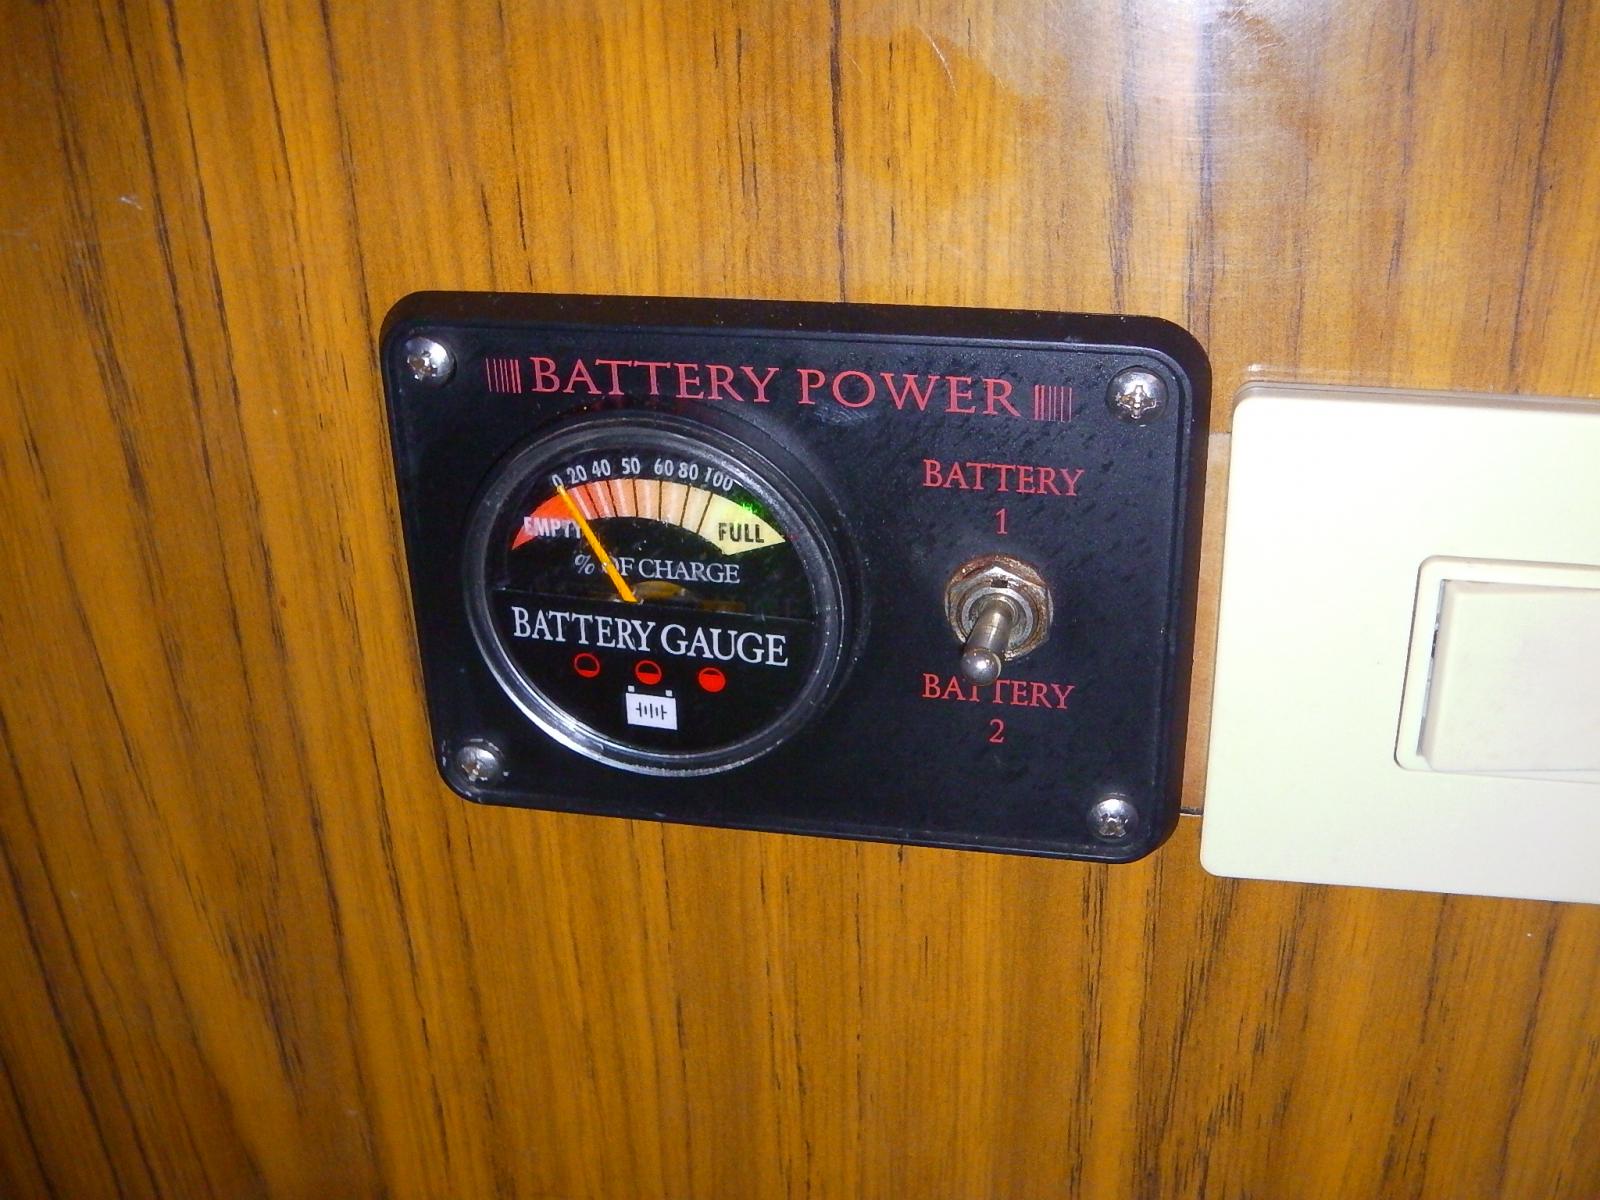 BATTERY POWER
0 20 40 50 60 80 100
EMPTY
FULL
% OF CHARGE
BATTERY GAUGE
BATTERY
1
BATTERY
2